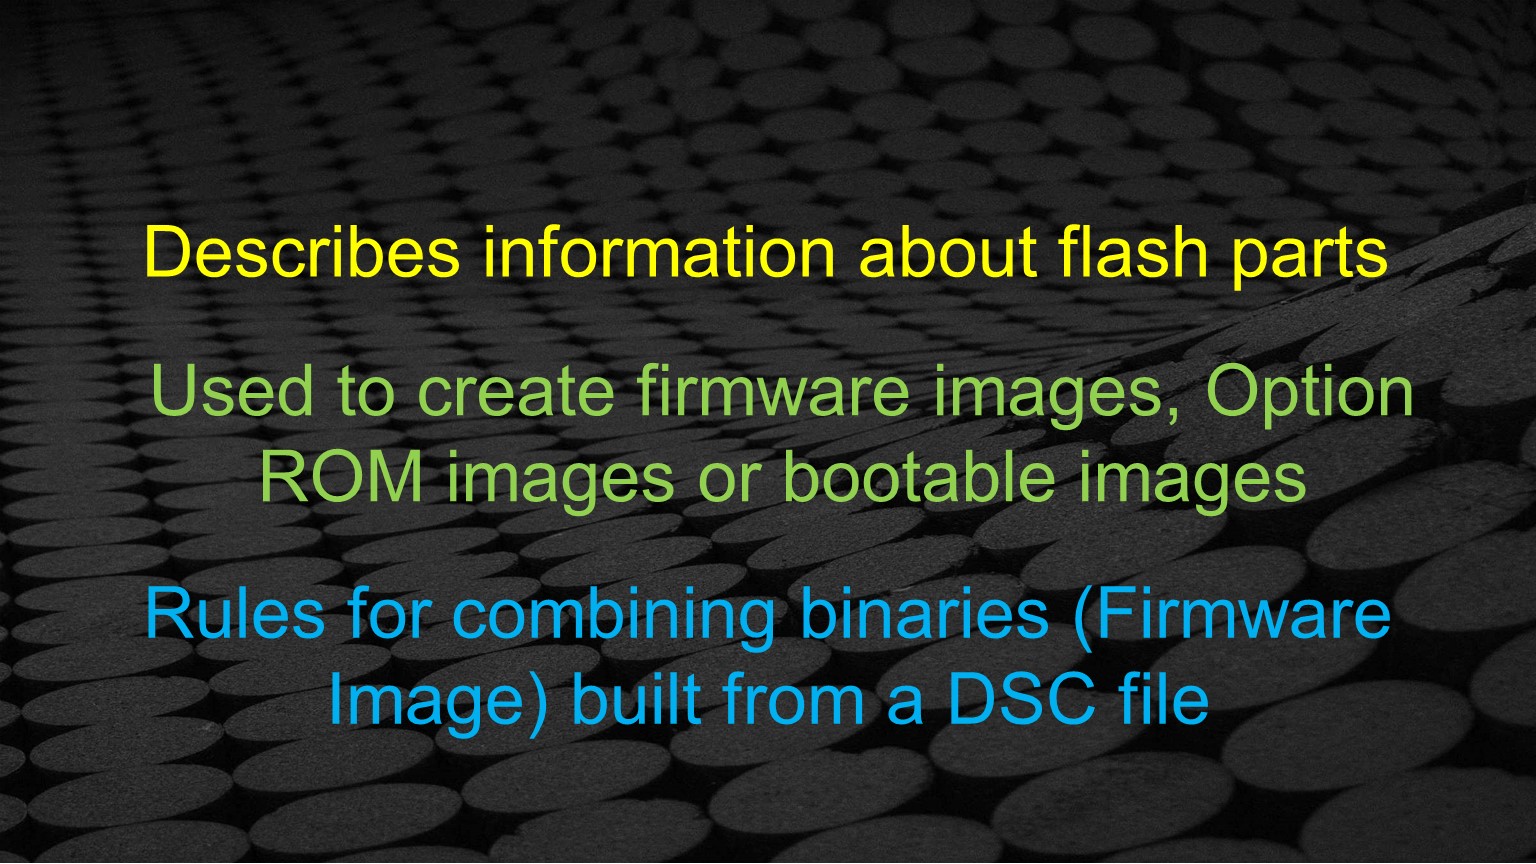 Describes information about flash parts
Used to create firmware images, Option
ROM images or bootable images
Rules for combining binaries (Firmware
Image) built from a DSC file